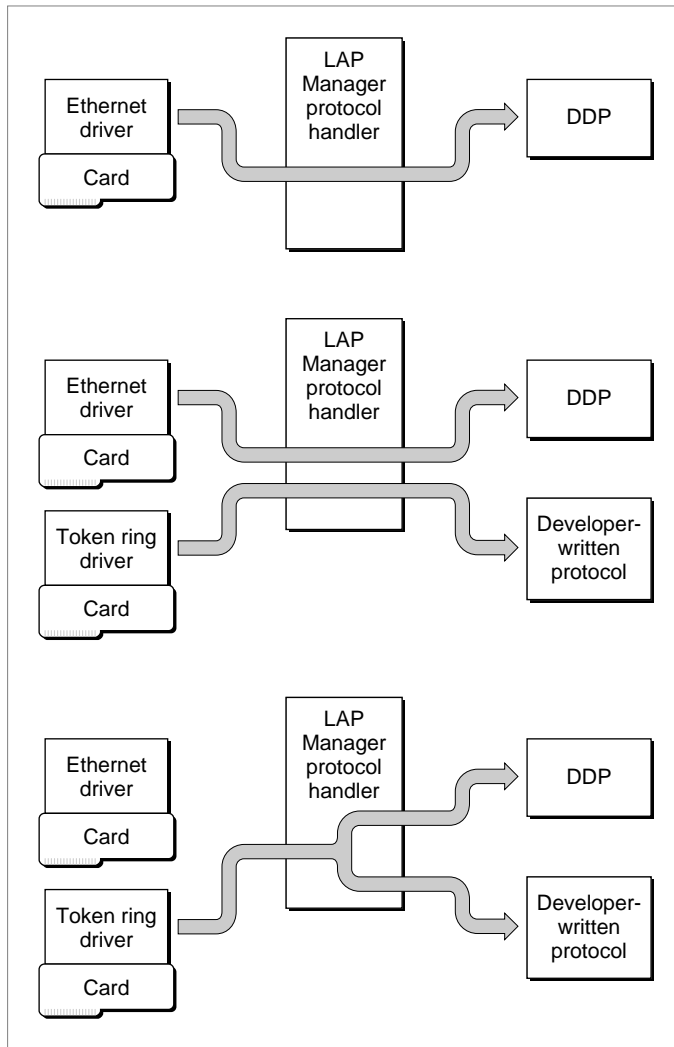 LAP
Manager
protocol
handler
Ethernet
driver
Card
DDP
LAP
Manager
protocol
handler
Ethernet
driver
Card
DDP
Token ring
driver
Card
Developer-
written
protocol
LAP
Manager
protocol
handler
Ethernet
driver
Card
DDP
Token ring
driver
Card
Developer-
written
protocol